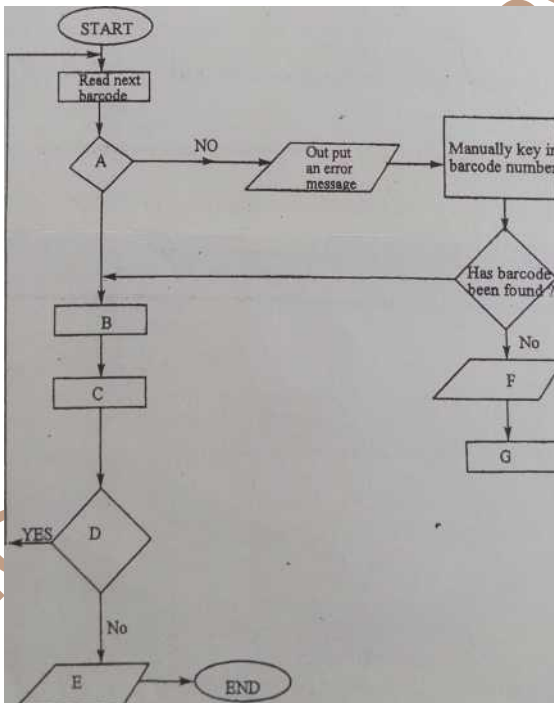 START
Read next
barcode
A
NO
Out put
an error
message
Manually key in
barcode number
Has barcode
been found ?
No
B
C
F
G
D
YES
No
E
END